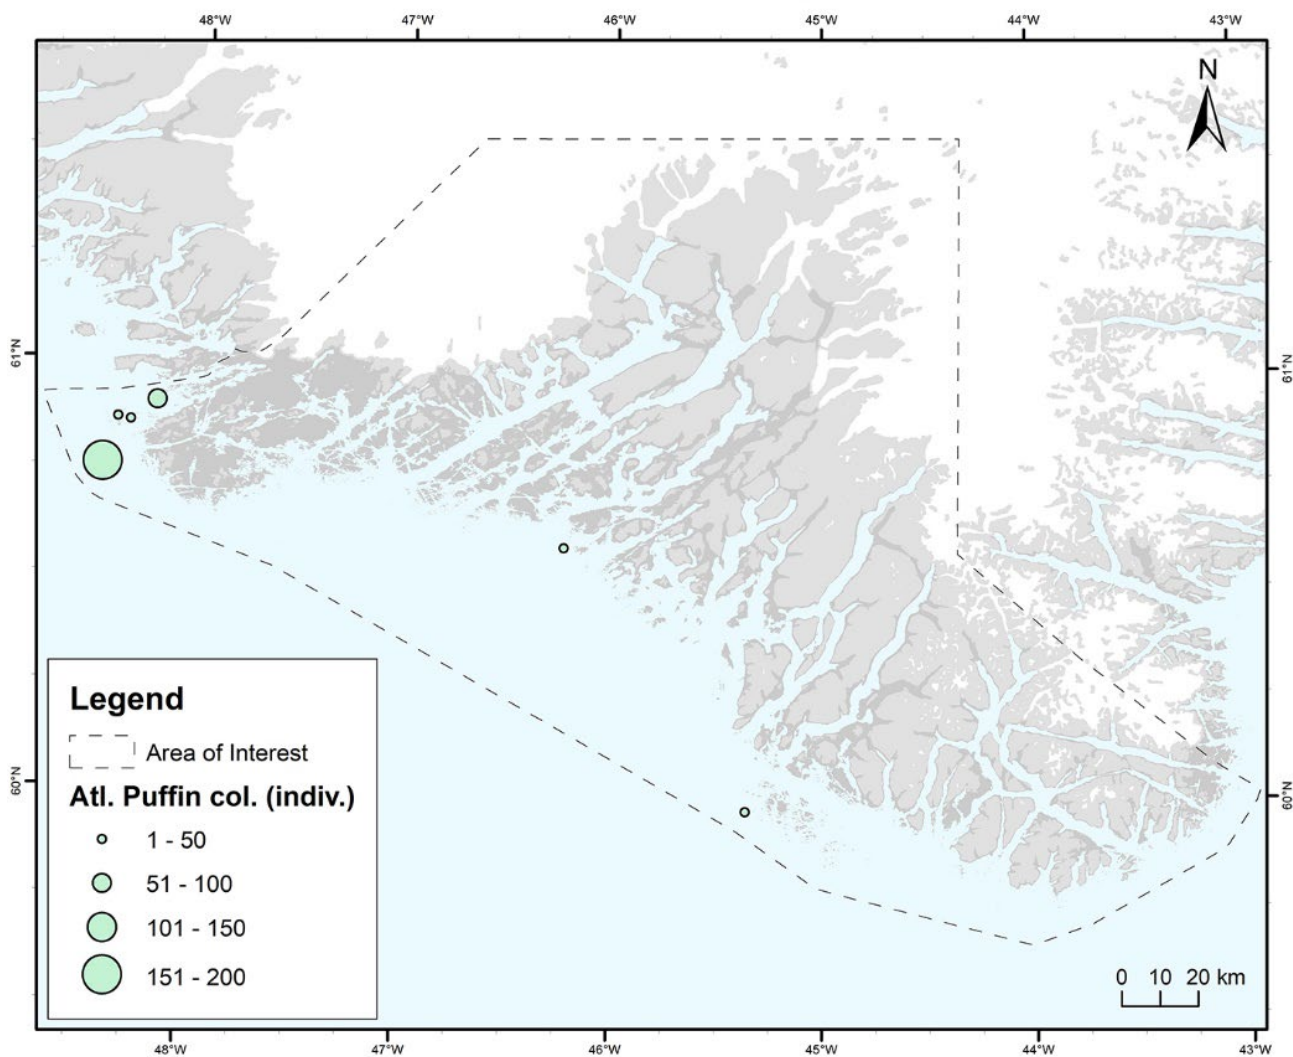 48°W 47°W 46°W 45°W 44°W 43°W
N
61°N 61°N
60°N 60°N
Legend
Area of Interest
Atl. Puffin col. (indiv.)
1 - 50
51 - 100
101 - 150
151 - 200
0 10 20 km
48°W 47°W 46°W 45°W 44°W 43°W